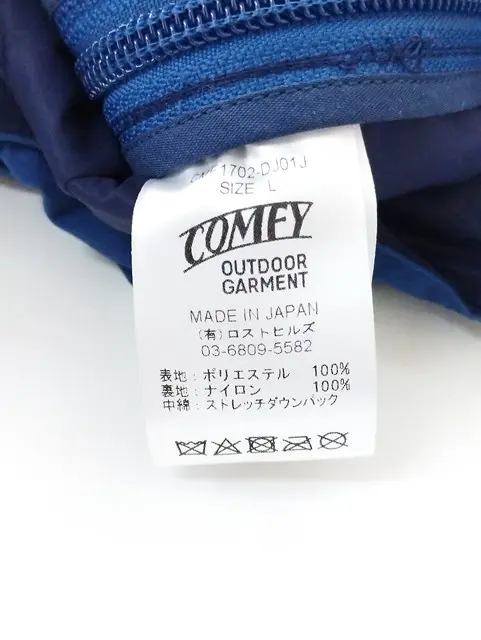 CMF1702-DJ01J
SIZE L
COMFY
OUTDOOR
GARMENT
MADE IN JAPAN
(有)ロストヒルズ
03-6809-5582
表地:ポリエステル 100%
裏地:ナイロン 100%
中綿:ストレッチダウンパック